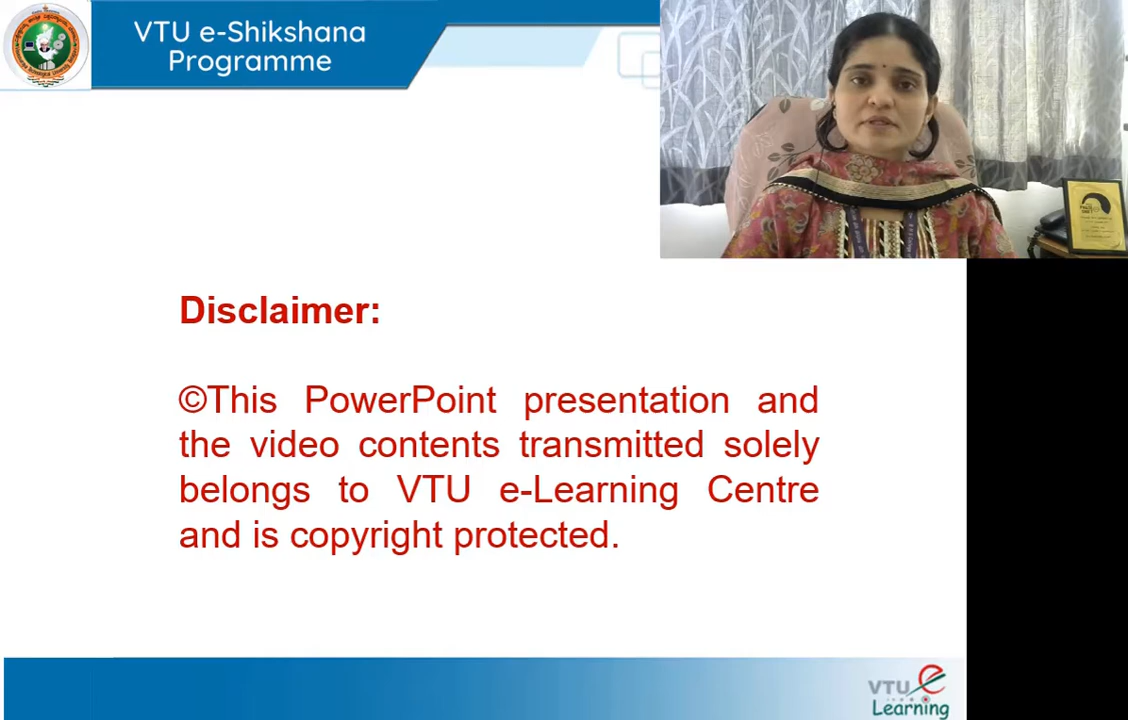 VTU e-Shikshana
Programme
Disclaimer:
©This PowerPoint presentation and
the video contents transmitted solely
belongs to VTU e-Learning Centre
and is copyright protected.
VTU e
Learning